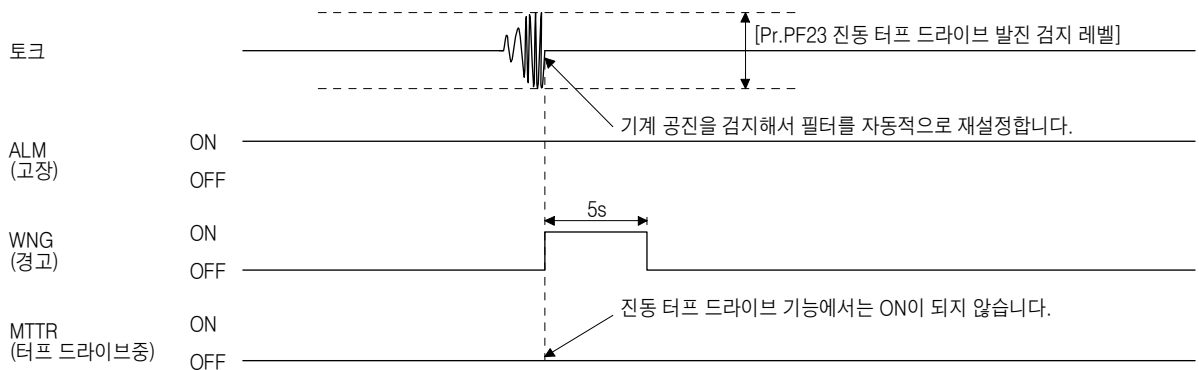 토크
[Pr.PF23 진동 터프 드라이브 발진 검지 레벨]
기계 공진을 검지해서 필터를 자동적으로 재설정합니다.
ALM
(고장)
ON
OFF
5s
WNG
(경고)
ON
OFF
진동 터프 드라이브 기능에서는 ON이 되지 않습니다.
MTTR
(터프 드라이브중)
ON
OFF